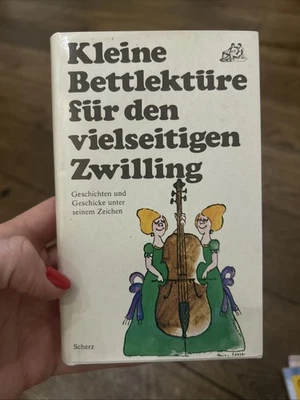 Kleine
Bettlektüre
für den
vielseitigen
Zwilling
Geschichten und
Geschicke unter
seinem Zeichen
Scherz